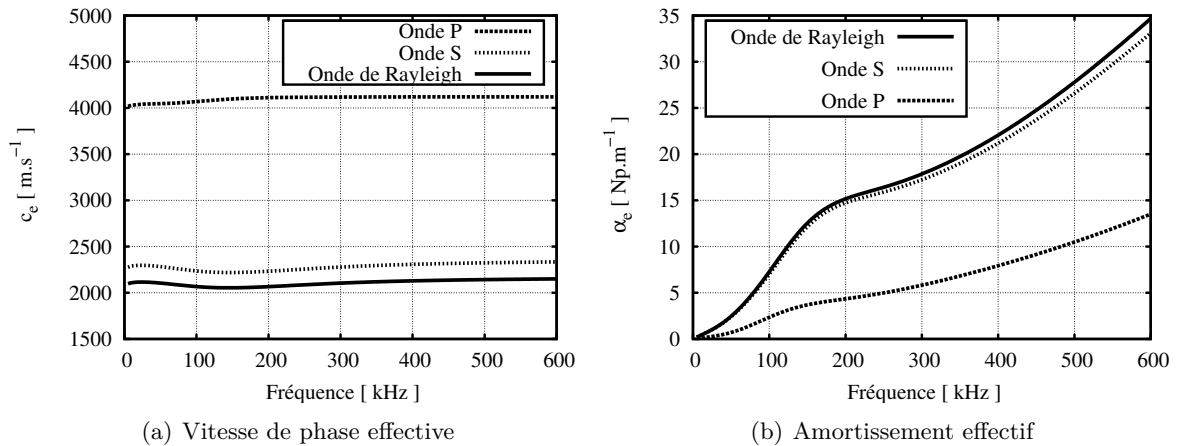 5000
4500
4000
3500
3000
2500
2000
1500
c_e [ m.s⁻¹ ]
Onde P
Onde S
Onde de Rayleigh
0 100 200 300 400 500 600
Fréquence [ kHz ]
(a) Vitesse de phase effective
35
30
25
20
15
10
5
0
α_e [ Np.m⁻¹ ]
Onde de Rayleigh
Onde S
Onde P
0 100 200 300 400 500 600
Fréquence [ kHz ]
(b) Amortissement effectif